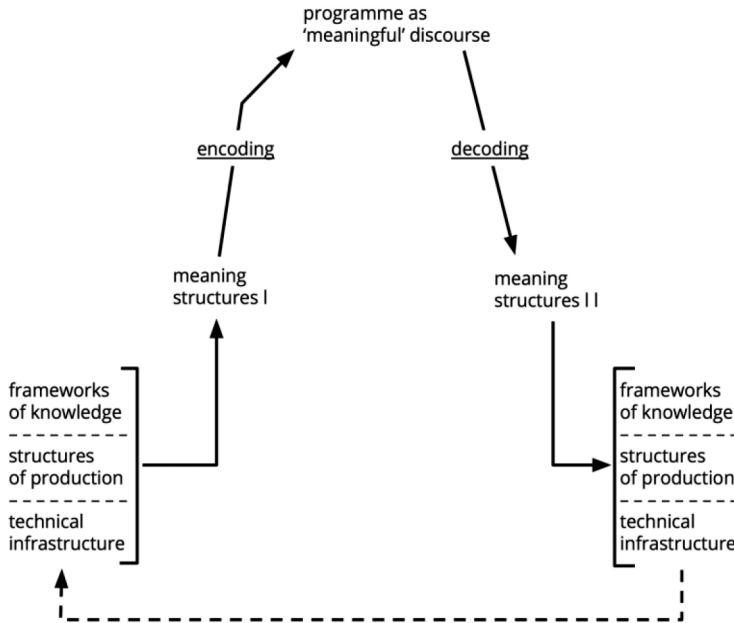 programme as
‘meaningful’ discourse
encoding
decoding
meaning
structures I
meaning
structures I I
frameworks
of knowledge
structures
of production
technical
infrastructure
frameworks
of knowledge
structures
of production
technical
infrastructure